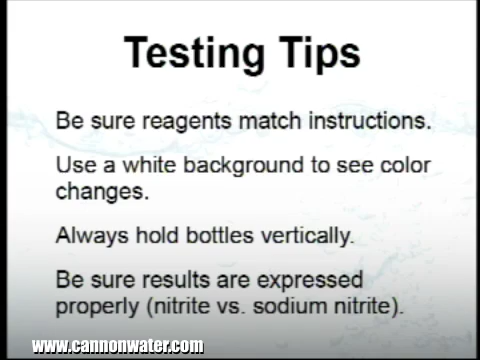 Testing Tips
Be sure reagents match instructions.
Use a white background to see color
changes.
Always hold bottles vertically.
Be sure results are expressed
properly (nitrite vs. sodium nitrite).
www.cannonwater.com